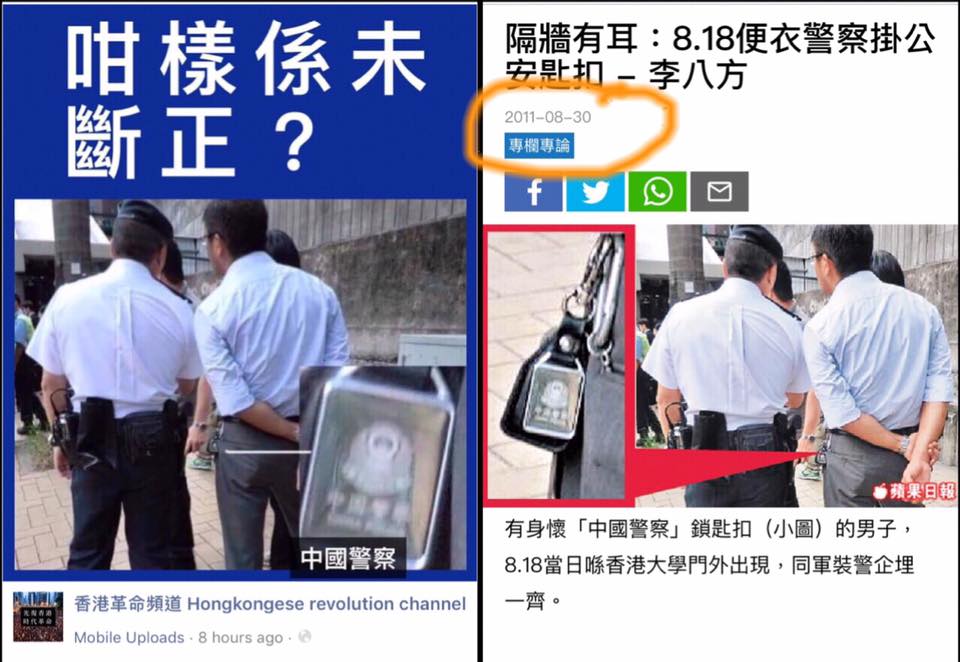 咁樣係未
斷正？
中國警察
香港革命頻道 Hongkongese revolution channel
Mobile Uploads · 8 hours ago ·
隔牆有耳：8.18便衣警察掛公
安匙扣 – 李八方
2011-08-30
專欄專論
蘋果日報
有身懷「中國警察」鎖匙扣（小圖）的男子，
8.18當日喺香港大學門外出現，同軍裝警企埋
一齊。